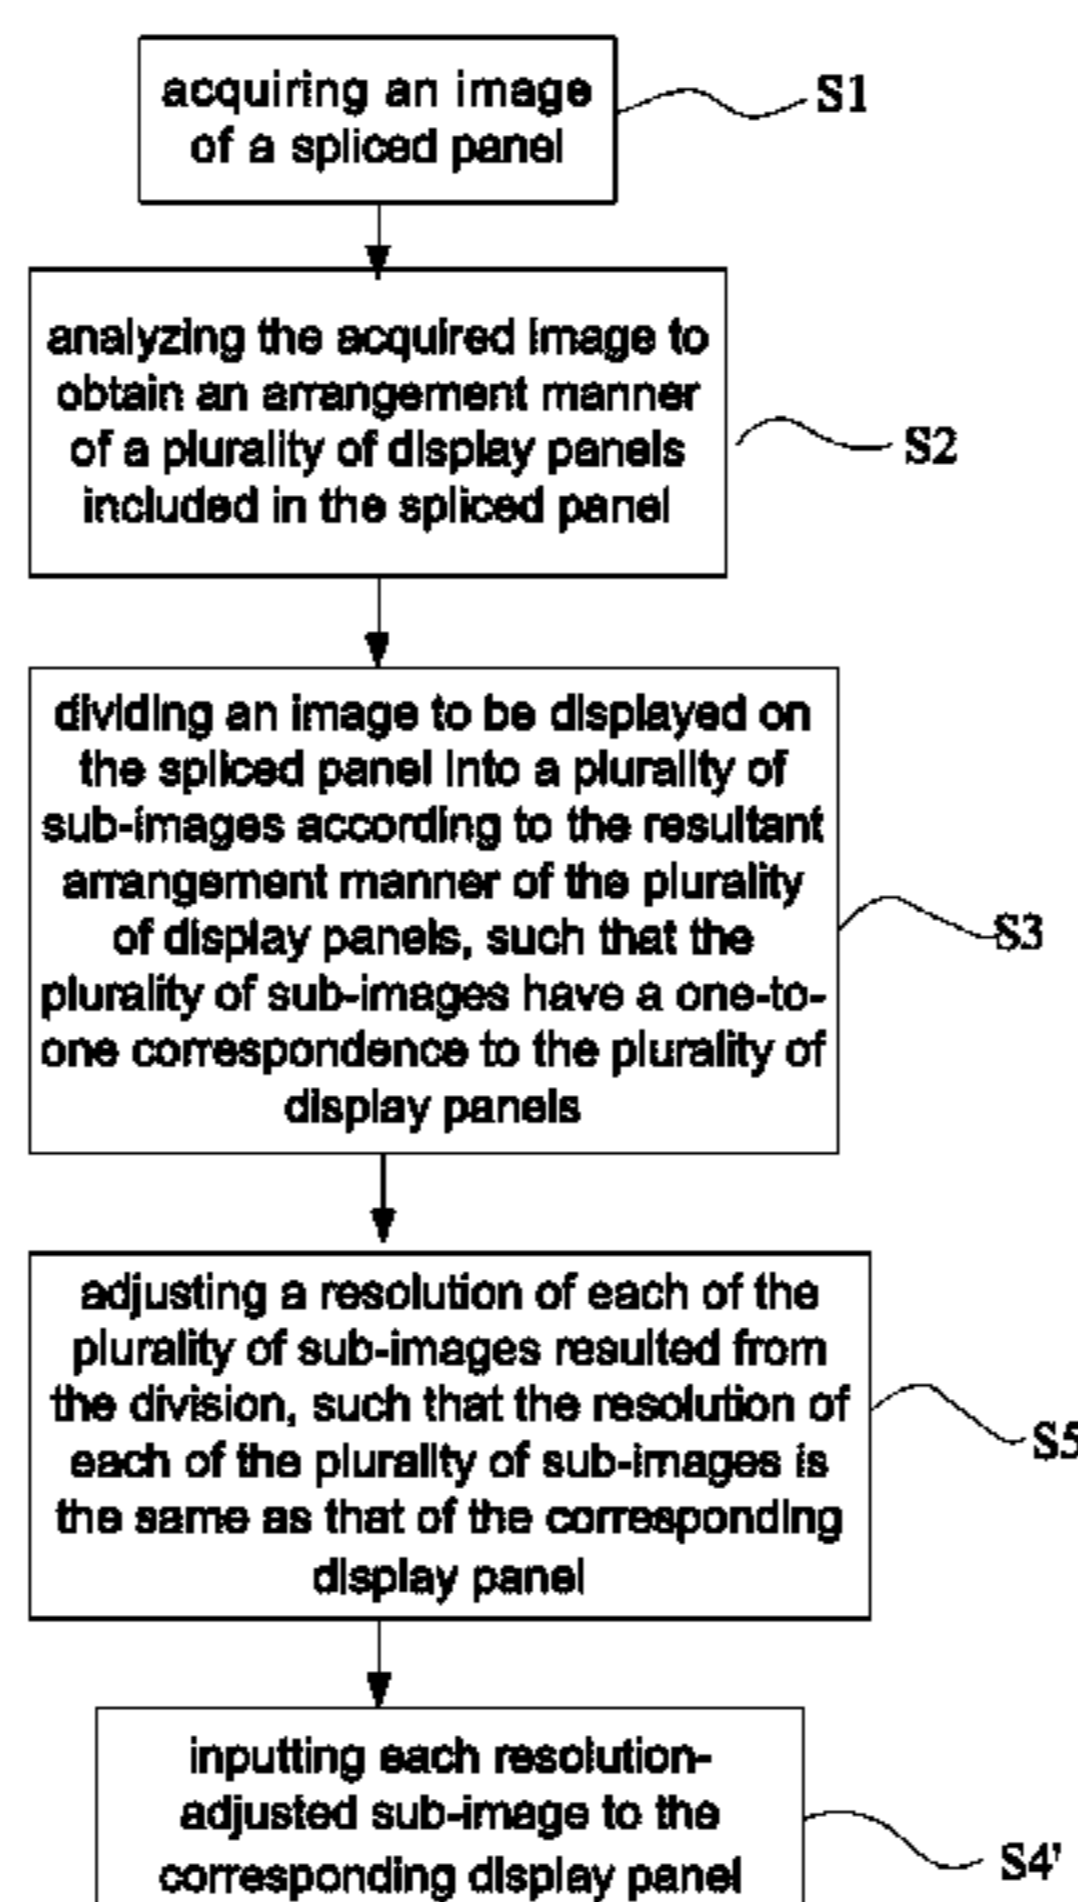 acquiring an image
of a spliced panel
S1
analyzing the acquired image to
obtain an arrangement manner
of a plurality of display panels
included in the spliced panel
S2
dividing an image to be displayed on
the spliced panel into a plurality of
sub-images according to the resultant
arrangement manner of the plurality
of display panels, such that the
plurality of sub-images have a one-to-
one correspondence to the plurality of
display panels
S3
adjusting a resolution of each of the
plurality of sub-images resulted from
the division, such that the resolution of
each of the plurality of sub-images is
the same as that of the corresponding
display panel
S5
inputting each resolution-
adjusted sub-image to the
corresponding display panel
S4'